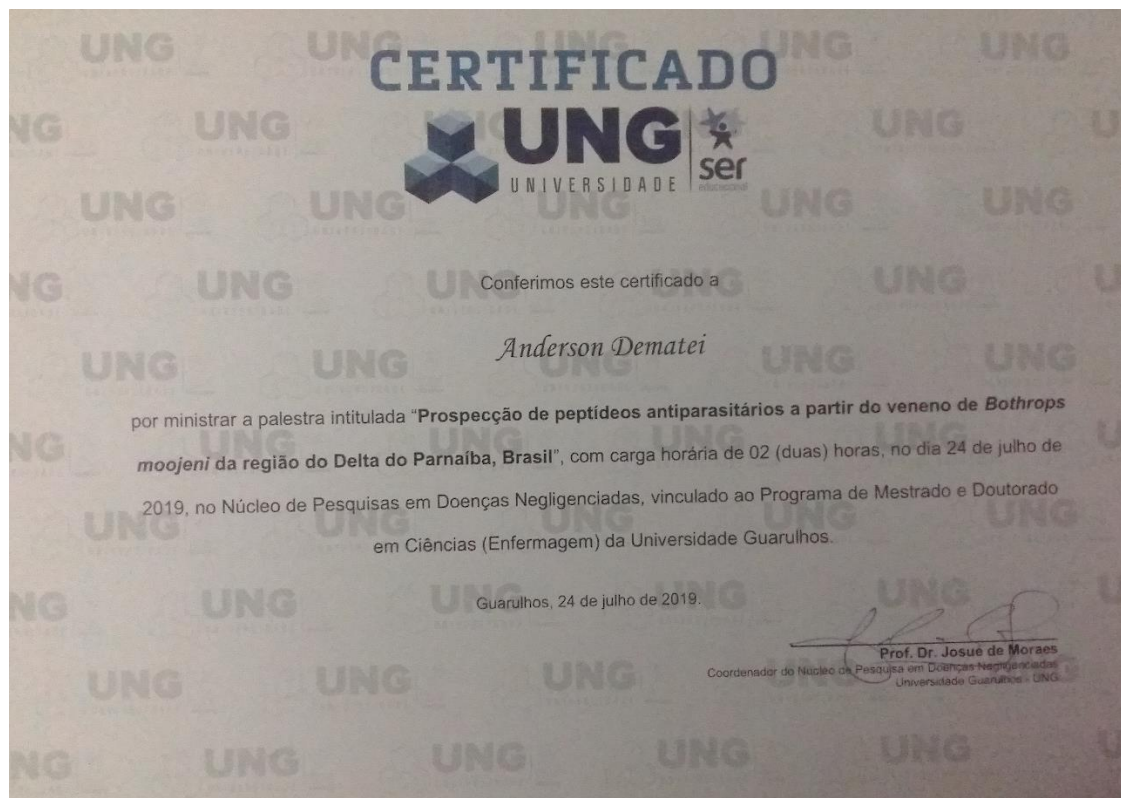 CERTIFICADO
UNG
UNIVERSIDADE
ser
educacional
Conferimos este certificado a
Anderson Dematei
por ministrar a palestra intitulada “Prospecção de peptídeos antiparasitários a partir do veneno de Bothrops
moojeni da região do Delta do Parnaíba, Brasil”, com carga horária de 02 (duas) horas, no dia 24 de julho de
2019, no Núcleo de Pesquisas em Doenças Negligenciadas, vinculado ao Programa de Mestrado e Doutorado
em Ciências (Enfermagem) da Universidade Guarulhos.
Guarulhos, 24 de julho de 2019.
Prof. Dr. Josué de Moraes
Coordenador do Núcleo de Pesquisa em Doenças Negligenciadas
Universidade Guarulhos - UNG